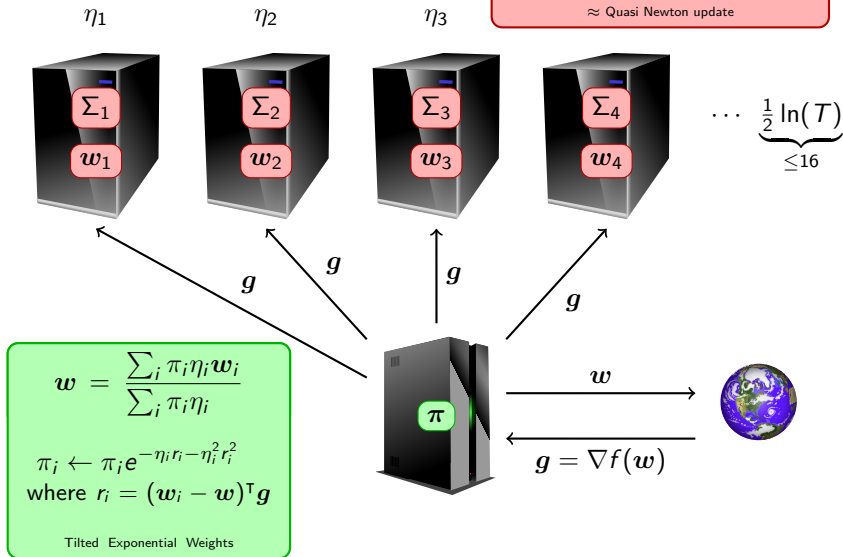 η₁ η₂ η₃
≈ Quasi Newton update
Σ₁ Σ₂ Σ₃ Σ₄
w₁ w₂ w₃ w₄
⋯ ½ ln(T)
≤16
g g g g
w = ∑ᵢ πᵢηᵢwᵢ / ∑ᵢ πᵢηᵢ
w
π
πᵢ ← πᵢe^{−ηᵢrᵢ−ηᵢ²rᵢ²}
g = ∇f(w)
where rᵢ = (wᵢ − w)ᵀg
Tilted Exponential Weights